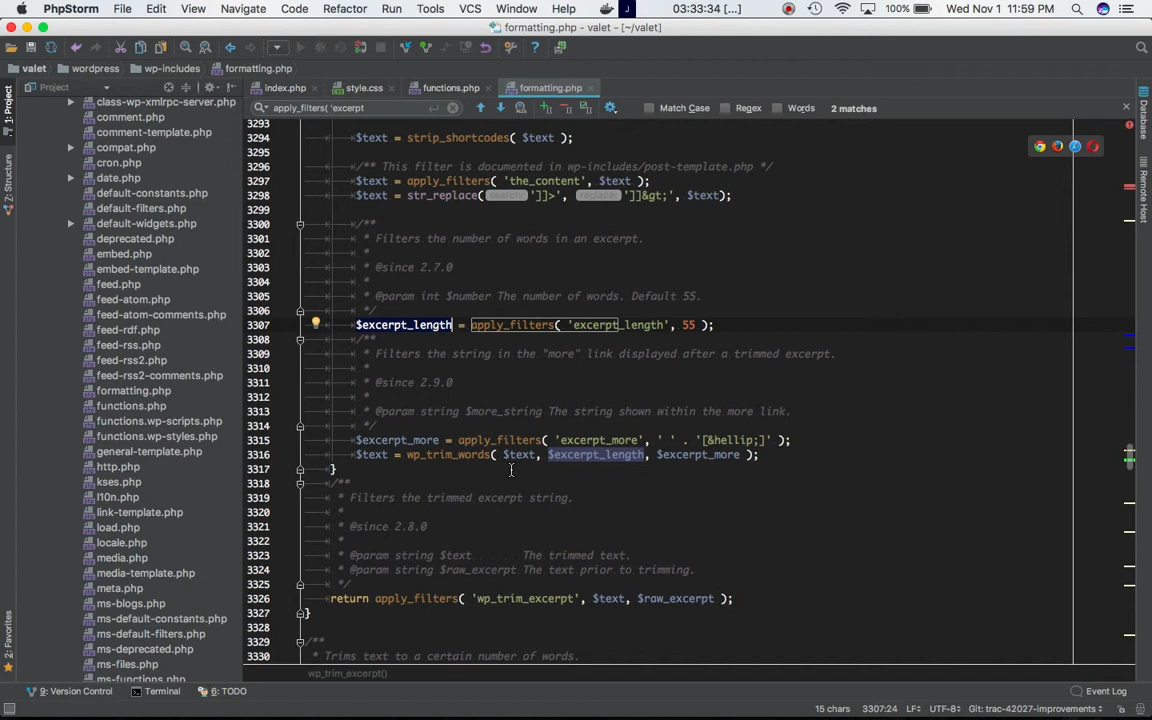 PhpStorm File Edit View Navigate Code Refactor Run Tools VCS Window Help 03:33:34 [...] 100% Wed Nov 1 11:59 PM
formatting.php - valet - [~/valet]
valet wordpress wp-includes formatting.php
Project index.php style.css functions.php formatting.php
apply_filters( 'excerpt Match Case Regex Words 2 matches
1: Project
7: Structure
2: Favorites
Database
Remote Host
class-wp-xmlrpc-server.php
comment.php
comment-template.php
compat.php
cron.php
date.php
default-constants.php
default-filters.php
default-widgets.php
deprecated.php
embed.php
embed-template.php
feed.php
feed-atom.php
feed-atom-comments.php
feed-rdf.php
feed-rss.php
feed-rss2.php
feed-rss2-comments.php
formatting.php
functions.php
functions.wp-scripts.php
functions.wp-styles.php
general-template.php
http.php
kses.php
l10n.php
link-template.php
load.php
locale.php
media.php
media-template.php
meta.php
ms-blogs.php
ms-default-constants.php
ms-default-filters.php
ms-deprecated.php
ms-files.php
ms-functions.php
3293
3294 $text = strip_shortcodes( $text );
3295
3296 /** This filter is documented in wp-includes/post-template.php */
3297 $text = apply_filters( 'the_content', $text );
3298 $text = str_replace( search: ']]>', replace: ']]&gt;', $text);
3299
3300 /**
3301 * Filters the number of words in an excerpt.
3302 *
3303 * @since 2.7.0
3304 *
3305 * @param int $number The number of words. Default 55.
3306 */
3307 $excerpt_length = apply_filters( 'excerpt_length', 55 );
3308 /**
3309 * Filters the string in the "more" link displayed after a trimmed excerpt.
3310 *
3311 * @since 2.9.0
3312 *
3313 * @param string $more_string The string shown within the more link.
3314 */
3315 $excerpt_more = apply_filters( 'excerpt_more', ' ' . '[&hellip;]' );
3316 $text = wp_trim_words( $text, $excerpt_length, $excerpt_more );
3317 }
3318 /**
3319 * Filters the trimmed excerpt string.
3320 *
3321 * @since 2.8.0
3322 *
3323 * @param string $text The trimmed text.
3324 * @param string $raw_excerpt The text prior to trimming.
3325 */
3326 return apply_filters( 'wp_trim_excerpt', $text, $raw_excerpt );
3327 }
3328
3329 /**
3330 * Trims text to a certain number of words.
wp_trim_excerpt()
9: Version Control Terminal 6: TODO Event Log
15 chars 3307:24 LF÷ UTF-8÷ Git: trac-42027-improvements ÷